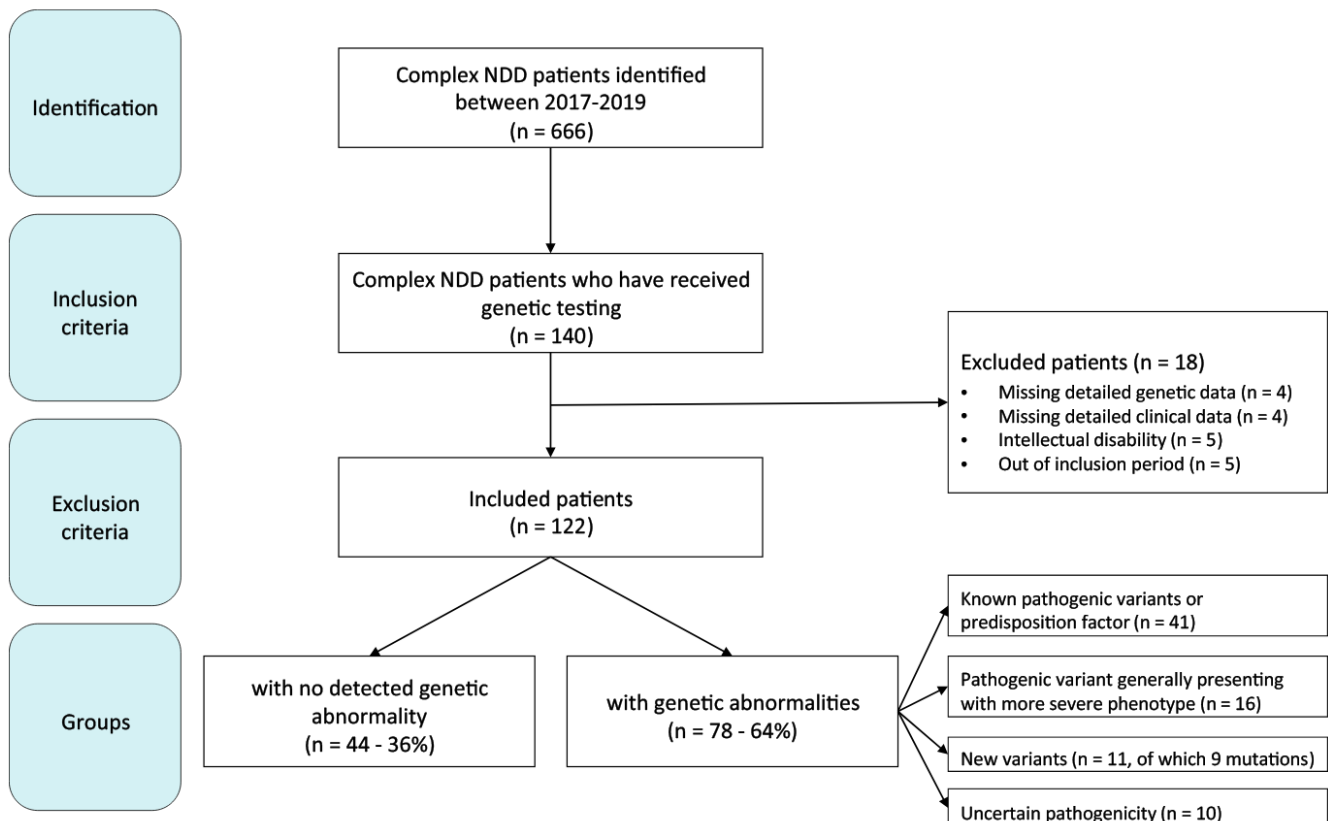 Identification
Complex NDD patients identified
between 2017-2019
(n = 666)
Inclusion
criteria
Complex NDD patients who have received
genetic testing
(n = 140)
Excluded patients (n = 18)
• Missing detailed genetic data (n = 4)
• Missing detailed clinical data (n = 4)
• Intellectual disability (n = 5)
• Out of inclusion period (n = 5)
Exclusion
criteria
Included patients
(n = 122)
Groups
with no detected genetic
abnormality
(n = 44 - 36%)
with genetic abnormalities
(n = 78 - 64%)
Known pathogenic variants or
predisposition factor (n = 41)
Pathogenic variant generally presenting
with more severe phenotype (n = 16)
New variants (n = 11, of which 9 mutations)
Uncertain pathogenicity (n = 10)